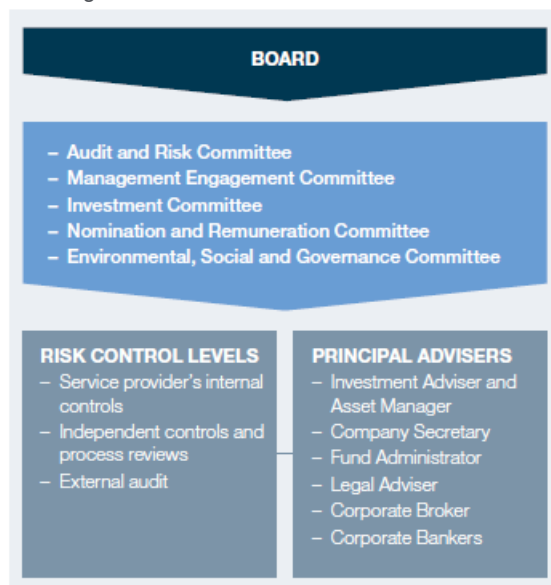 BOARD
– Audit and Risk Committee
– Management Engagement Committee
– Investment Committee
– Nomination and Remuneration Committee
– Environmental, Social and Governance Committee
RISK CONTROL LEVELS
– Service provider's internal
controls
– Independent controls and
process reviews
– External audit
PRINCIPAL ADVISERS
– Investment Adviser and
Asset Manager
– Company Secretary
– Fund Administrator
– Legal Adviser
– Corporate Broker
– Corporate Bankers